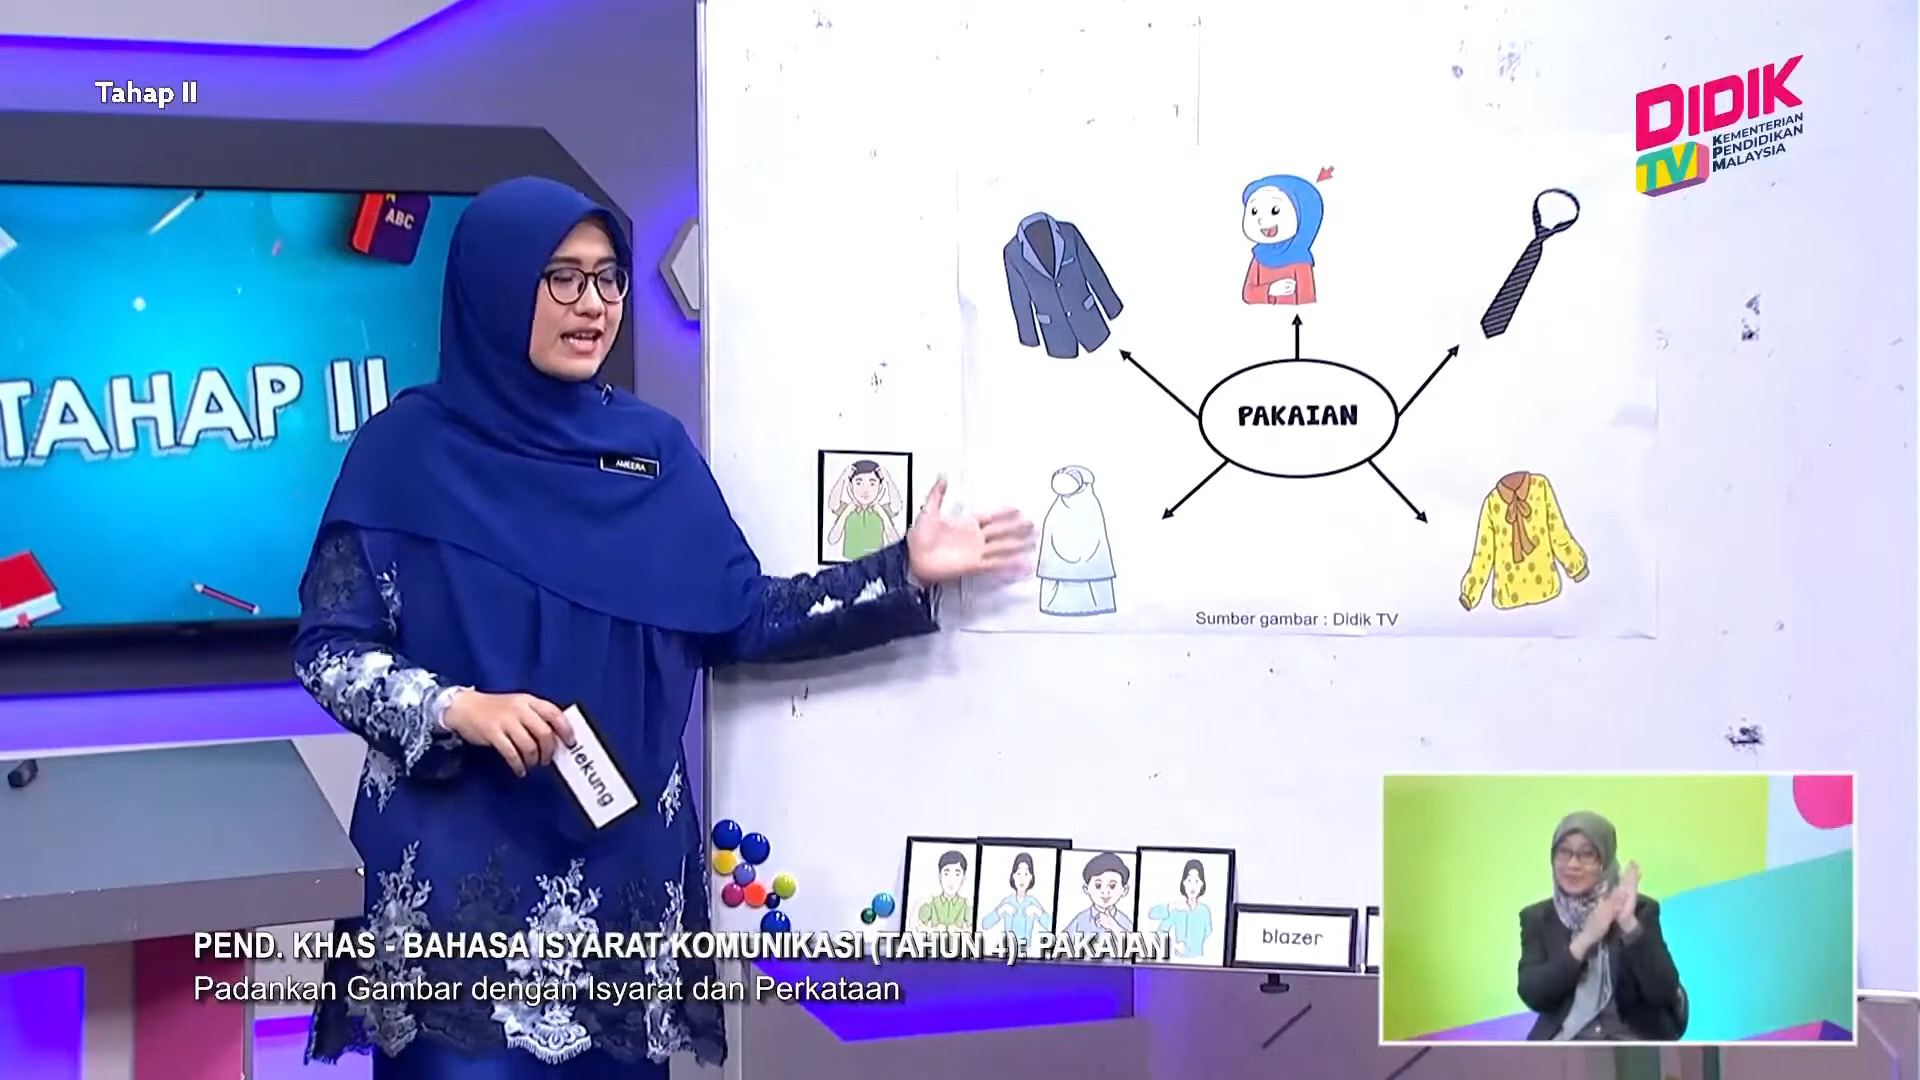 Tahap II
DIDIK
TV
KEMENTERIAN
PENDIDIKAN
MALAYSIA
ABC
TAHAP II
PAKAIAN
AMEERA
Sumber gambar : Didik TV
blazer
PEND. KHAS - BAHASA ISYARAT KOMUNIKASI (TAHUN 4): PAKAIAN
Padankan Gambar dengan Isyarat dan Perkataan